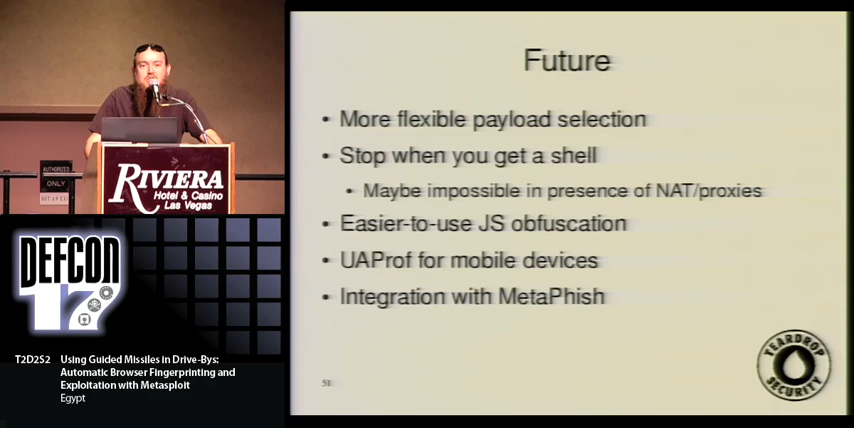 Future
• More flexible payload selection
• Stop when you get a shell
• Maybe impossible in presence of NAT/proxies
• Easier-to-use JS obfuscation
• UAProf for mobile devices
• Integration with MetaPhish
51
TEARDROP
SECURITY
AUTHORIZED
ONLY
RIVIERA
Hotel & Casino
Las Vegas
DEFCON
17
T2D2S2 Using Guided Missiles in Drive-Bys:
Automatic Browser Fingerprinting and
Exploitation with Metasploit
Egypt